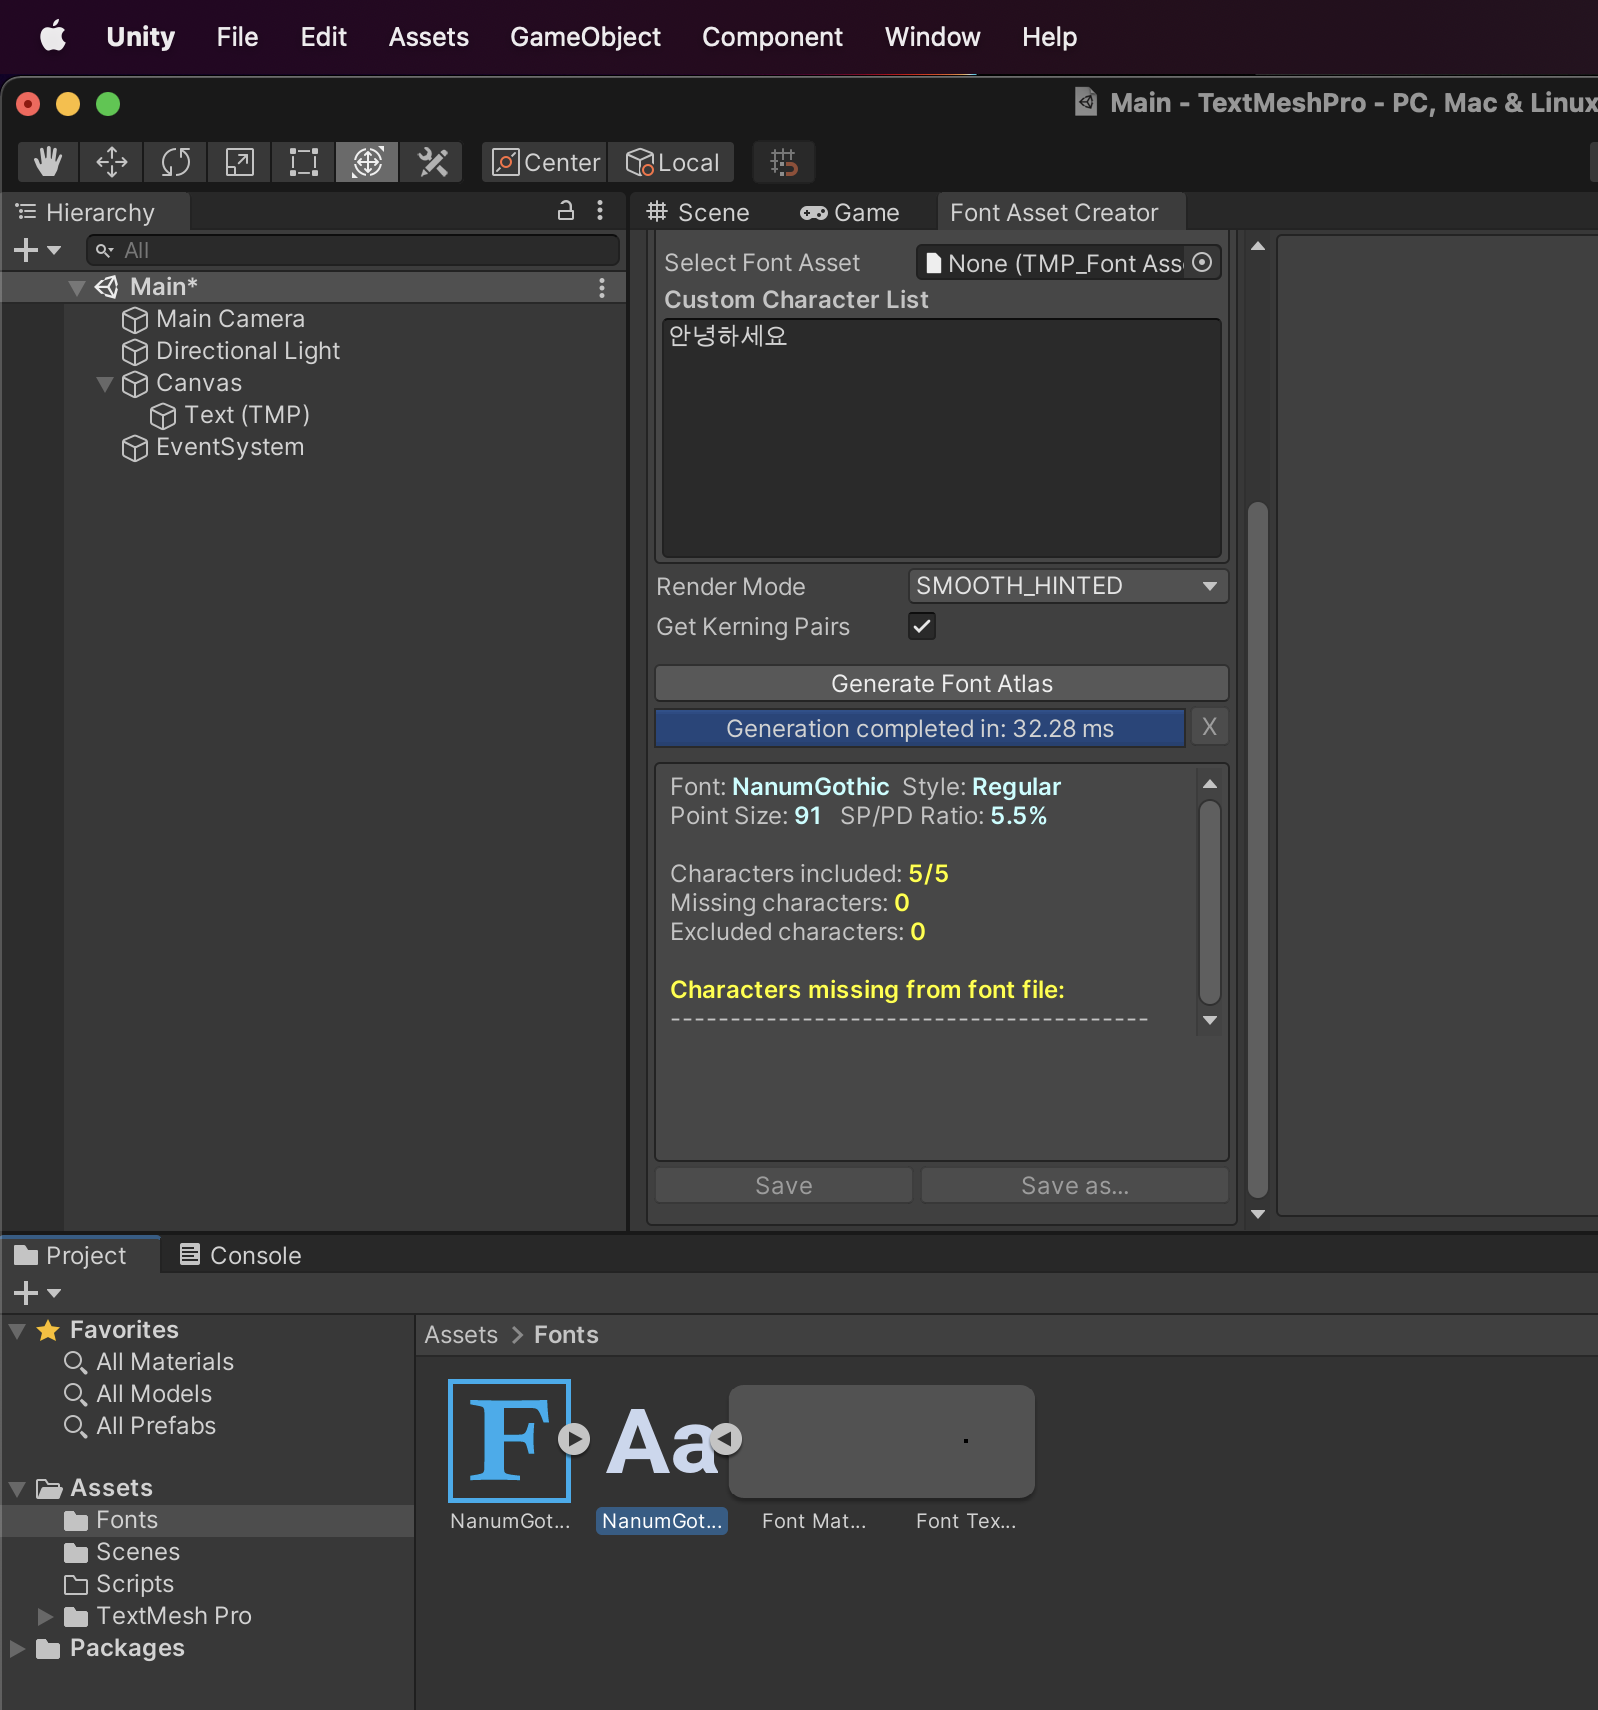 Unity File Edit Assets GameObject Component Window Help
Main - TextMeshPro - PC, Mac & Linux
Center Local
Hierarchy
All
Main*
Main Camera
Directional Light
Canvas
Text (TMP)
EventSystem
Scene Game Font Asset Creator
Select Font Asset None (TMP_Font Ass
Custom Character List
안녕하세요
Render Mode SMOOTH_HINTED
Get Kerning Pairs
Generate Font Atlas
Generation completed in: 32.28 ms X
Font: NanumGothic Style: Regular
Point Size: 91 SP/PD Ratio: 5.5%
Characters included: 5/5
Missing characters: 0
Excluded characters: 0
Characters missing from font file:
----------------------------------------
Save Save as...
Project Console
Favorites
All Materials
All Models
All Prefabs
Assets
Fonts
Scenes
Scripts
TextMesh Pro
Packages
Assets > Fonts
F Aa
NanumGot... NanumGot... Font Mat... Font Tex...